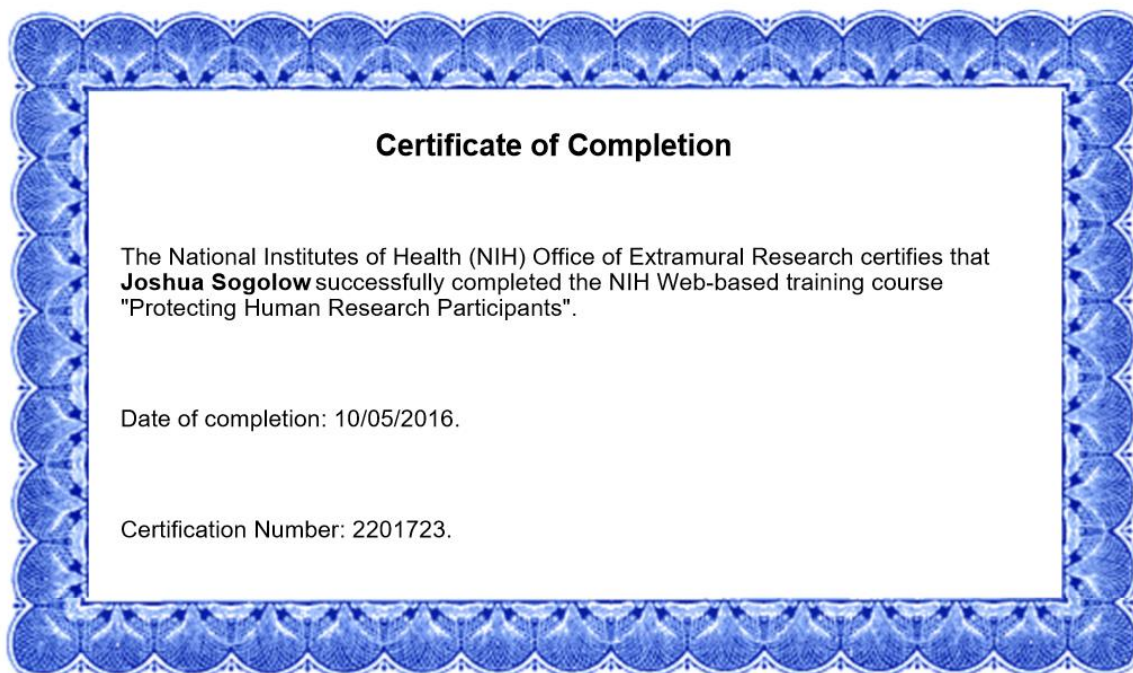 Certificate of Completion
The National Institutes of Health (NIH) Office of Extramural Research certifies that
Joshua Sogolow successfully completed the NIH Web-based training course
"Protecting Human Research Participants".
Date of completion: 10/05/2016.
Certification Number: 2201723.